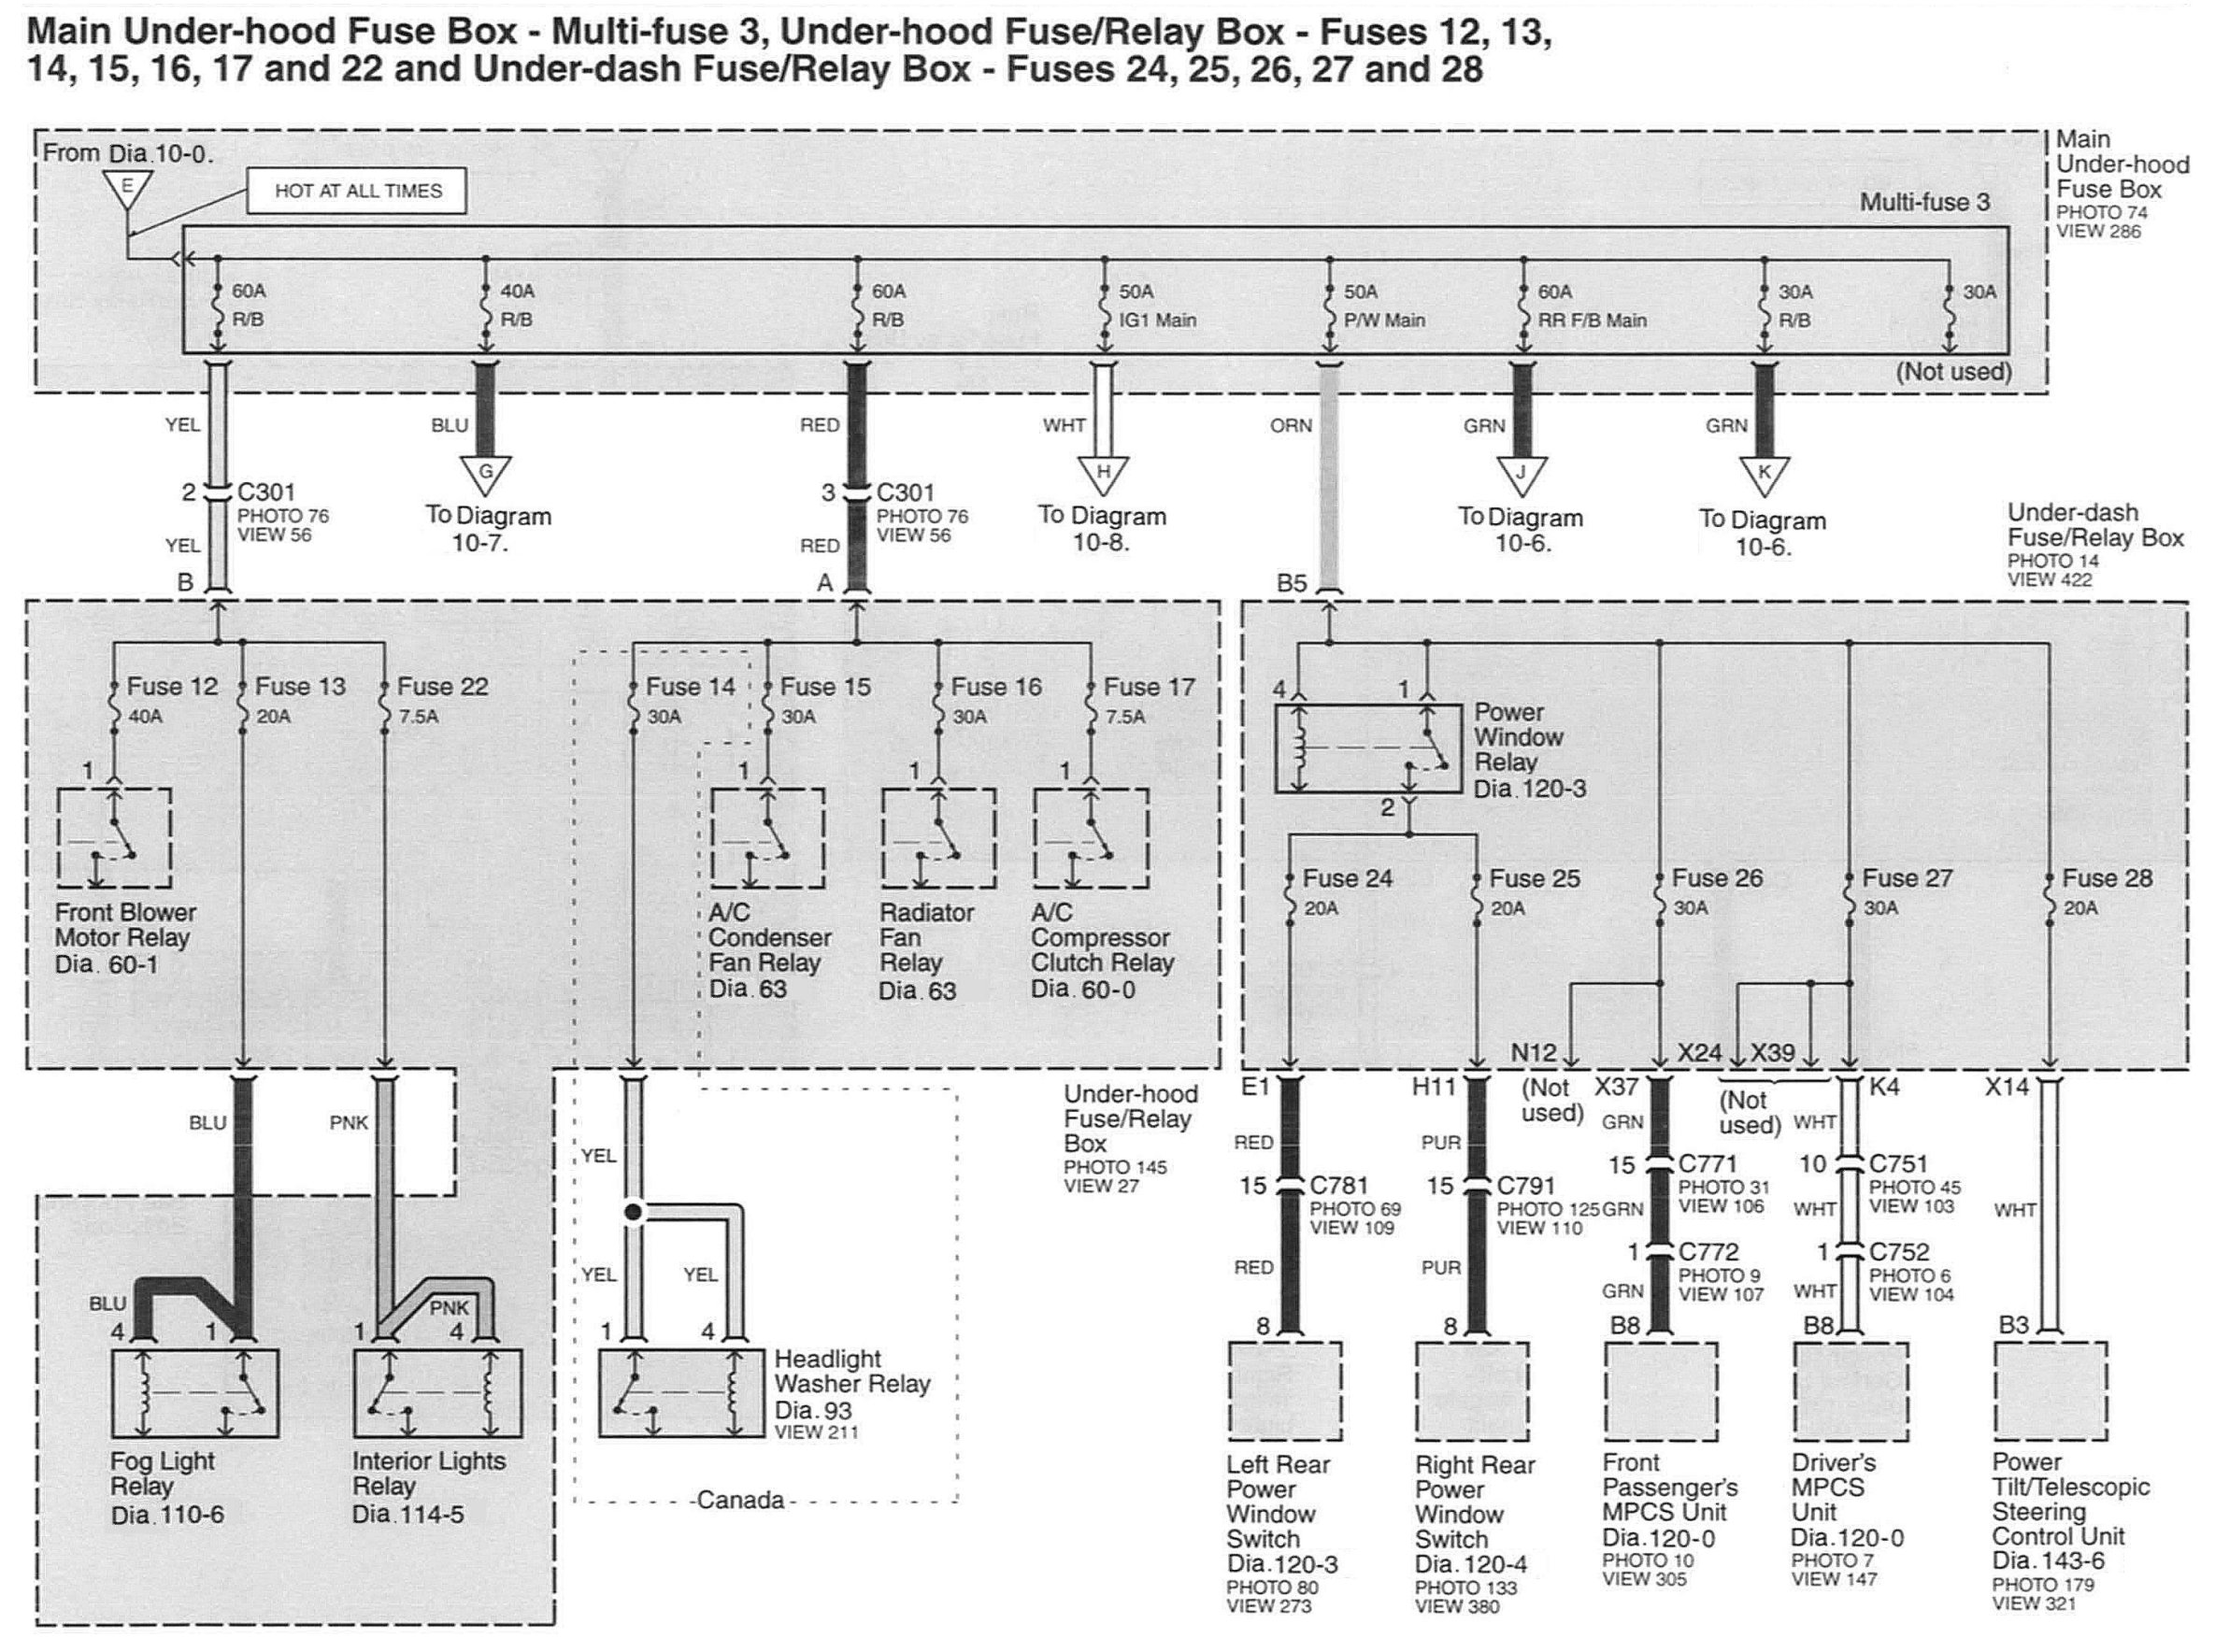 Main Under-hood Fuse Box - Multi-fuse 3, Under-hood Fuse/Relay Box - Fuses 12, 13,
14, 15, 16, 17 and 22 and Under-dash Fuse/Relay Box - Fuses 24, 25, 26, 27 and 28
From Dia.10-0.
E
HOT AT ALL TIMES
Main
Under-hood
Fuse Box
PHOTO 74
VIEW 286
Multi-fuse 3
60A
R/B
40A
R/B
60A
R/B
50A
IG1 Main
50A
P/W Main
60A
RR F/B Main
30A
R/B
30A
(Not used)
YEL
BLU
RED
WHT
ORN
GRN
GRN
G
H
J
K
2
C301
PHOTO 76
VIEW 56
To Diagram
10-7.
3
C301
PHOTO 76
VIEW 56
To Diagram
10-8.
To Diagram
10-6.
To Diagram
10-6.
Under-dash
Fuse/Relay Box
PHOTO 14
VIEW 422
YEL
RED
B
A
B5
Fuse 12
40A
Fuse 13
20A
Fuse 22
7.5A
Fuse 14
30A
Fuse 15
30A
Fuse 16
30A
Fuse 17
7.5A
4
1
Power
Window
Relay
Dia.120-3
2
1
1
1
1
Front Blower
Motor Relay
Dia. 60-1
A/C
Condenser
Fan Relay
Dia.63
Radiator
Fan
Relay
Dia.63
A/C
Compressor
Clutch Relay
Dia.60-0
Fuse 24
20A
Fuse 25
20A
Fuse 26
30A
Fuse 27
30A
Fuse 28
20A
N12
X24
X39
E1
H11
(Not
used)
X37
(Not
used)
K4
X14
BLU
PNK
YEL
Under-hood
Fuse/Relay
Box
PHOTO 145
VIEW 27
RED
PUR
GRN
WHT
15
C781
PHOTO 69
VIEW 109
15
C791
PHOTO 125
VIEW 110
15
C771
PHOTO 31
VIEW 106
10
C751
PHOTO 45
VIEW 103
GRN
WHT
WHT
1
C772
PHOTO 9
VIEW 107
1
C752
PHOTO 6
VIEW 104
RED
PUR
GRN
WHT
BLU
PNK
YEL
YEL
4
1
1
4
1
4
8
8
B8
B8
B3
Headlight
Washer Relay
Dia.93
VIEW 211
Fog Light
Relay
Dia.110-6
Interior Lights
Relay
Dia.114-5
Canada
Left Rear
Power
Window
Switch
Dia.120-3
PHOTO 80
VIEW 273
Right Rear
Power
Window
Switch
Dia.120-4
PHOTO 133
VIEW 380
Front
Passenger's
MPCS Unit
Dia.120-0
PHOTO 10
VIEW 305
Driver's
MPCS
Unit
Dia.120-0
PHOTO 7
VIEW 147
Power
Tilt/Telescopic
Steering
Control Unit
Dia.143-6
PHOTO 179
VIEW 321